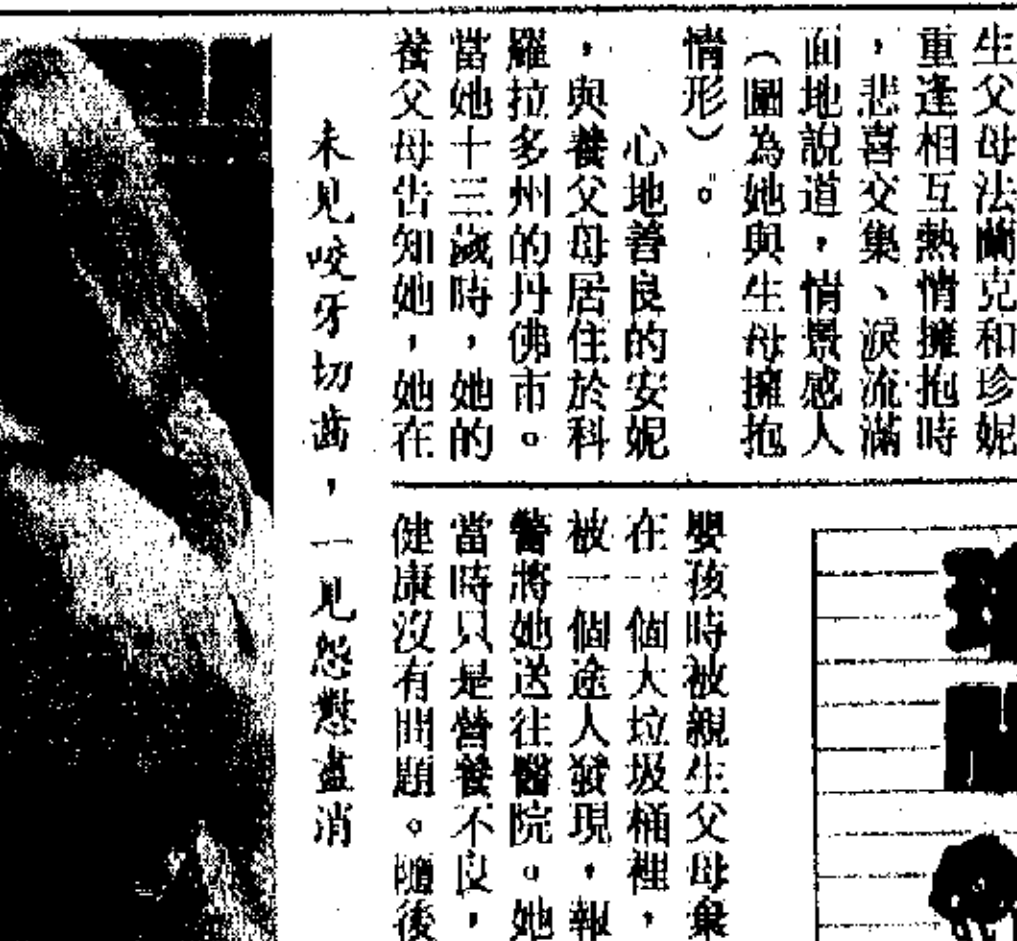 生父母法蘭克和珍妮
重逢相互熱情擁抱時
，悲喜交集、淚流滿
面地說道，情景感人
（圖為她與生母擁抱
情形）。
心地善良的安妮
，與養父母居住於科
羅拉多州的丹佛市。
當她十三歲時，她的
養父母告知她，她在
嬰孩時被親生父母棄
在一個大垃圾桶裡，
被一個途人發現，報
警將她送往醫院。她
當時只是營養不良，
健康沒有問題。隨後
未見咬牙切齒，一見怨懟盡消